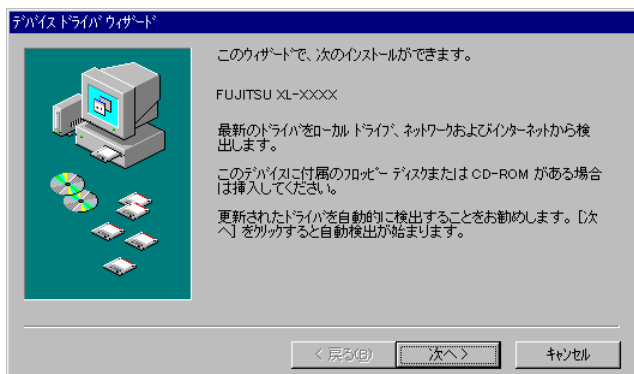 ﾃﾞﾊﾞｲｽ ﾄﾞﾗｲﾊﾞ ｳｨｻﾞｰﾄﾞ
このｳｨｻﾞｰﾄﾞで、次のｲﾝｽﾄｰﾙができます。
FUJITSU XL-XXXX
最新のﾄﾞﾗｲﾊﾞをﾛｰｶﾙ ﾄﾞﾗｲﾌﾞ、ﾈｯﾄﾜｰｸおよびｲﾝﾀｰﾈｯﾄから検
出します。
このﾃﾞﾊﾞｲｽに付属のﾌﾛｯﾋﾟｰ ﾃﾞｨｽｸまたは CD-ROM がある場合
は挿入してください。
更新されたﾄﾞﾗｲﾊﾞを自動的に検出することをお勧めします。[次
へ] をｸﾘｯｸすると自動検出が始まります。
< 戻る(B)
次へ >
ｷｬﾝｾﾙ